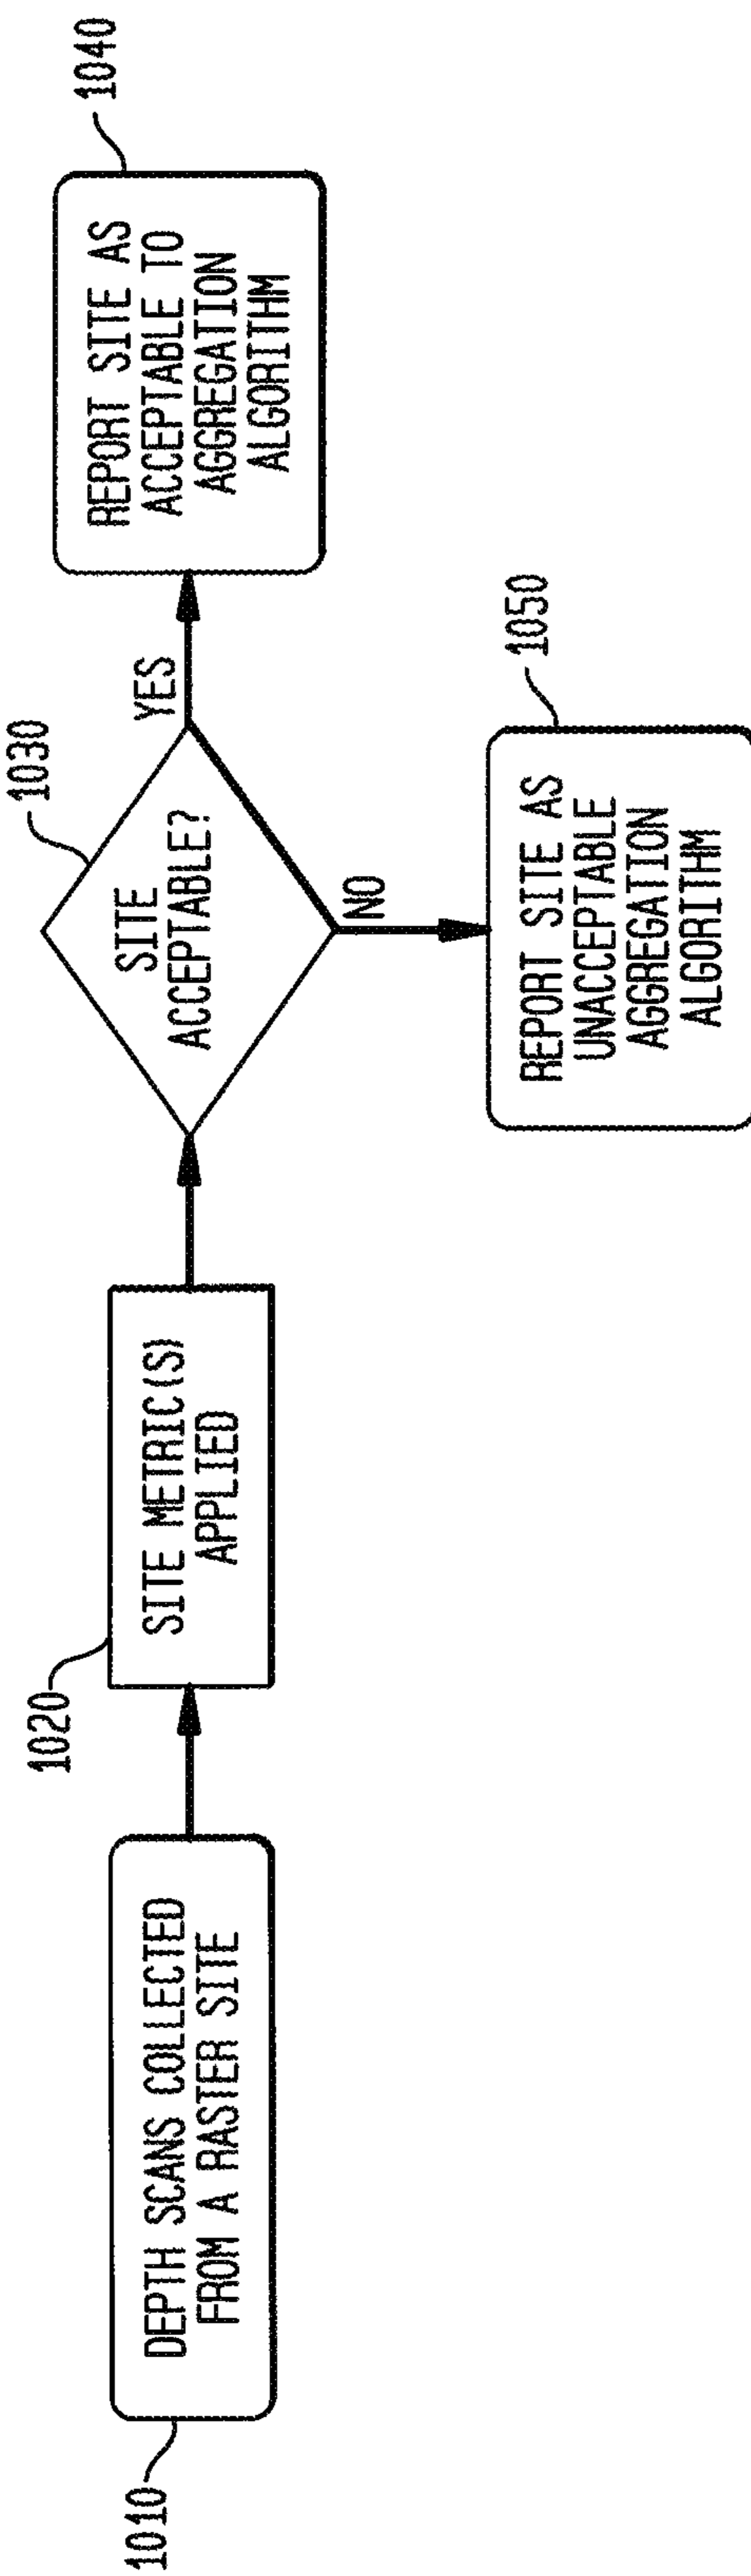 1010
DEPTH SCANS COLLECTED
FROM A RASTER SITE
1020
SITE METRIC(S)
APPLIED
1030
SITE
ACCEPTABLE?
YES
1040
REPORT SITE AS
ACCEPTABLE TO
AGGREGATION
ALGORITHM
NO
1050
REPORT SITE AS
UNACCEPTABLE
AGGREGATION
ALGORITHM